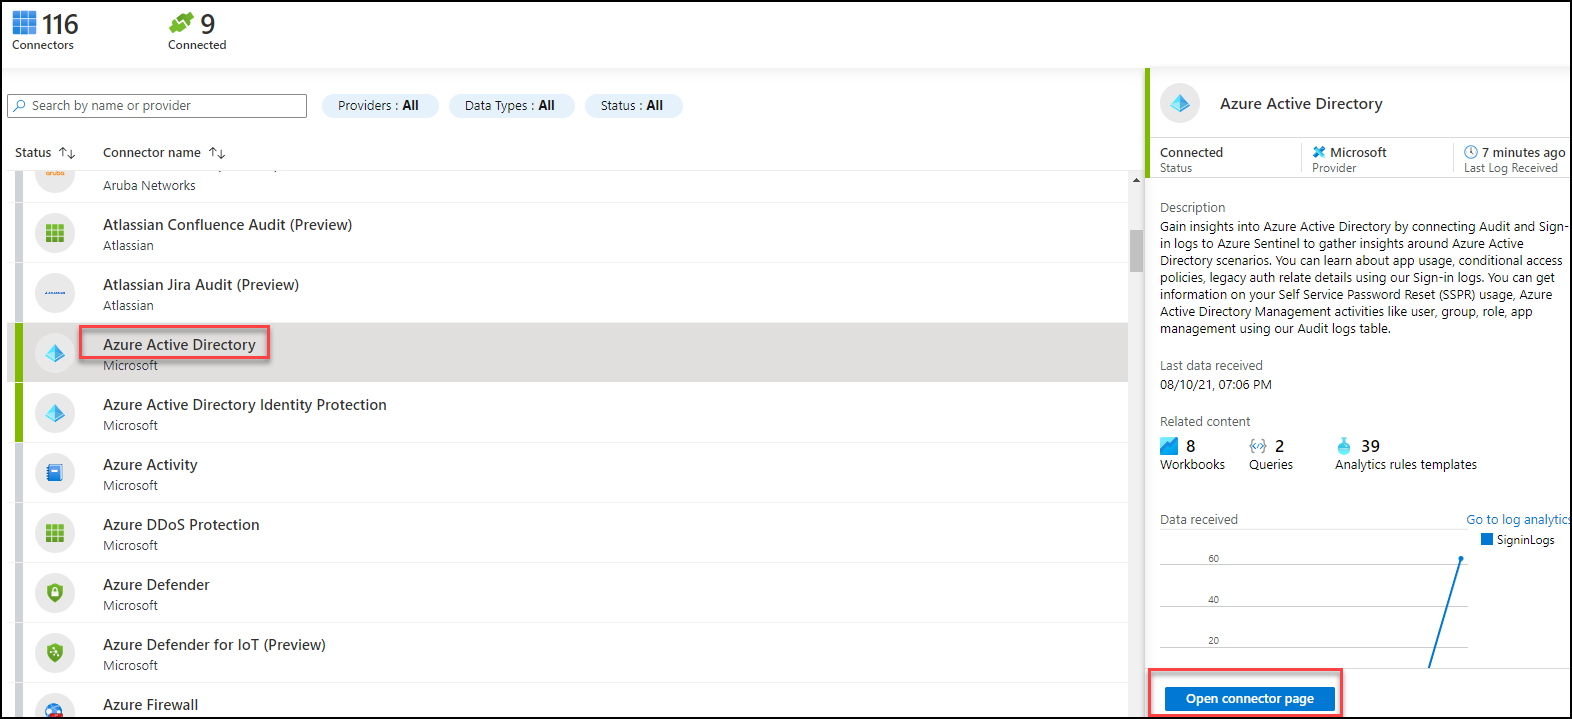 116
Connectors
9
Connected
Search by name or provider
Providers : All
Data Types : All
Status : All
Status
Connector name
aruba
Aruba Networks
Atlassian Confluence Audit (Preview)
Atlassian
Atlassian Jira Audit (Preview)
Atlassian
Azure Active Directory
Microsoft
Azure Active Directory Identity Protection
Microsoft
Azure Activity
Microsoft
Azure DDoS Protection
Microsoft
Azure Defender
Microsoft
Azure Defender for IoT (Preview)
Microsoft
Azure Firewall
Azure Active Directory
Connected
Status
Microsoft
Provider
7 minutes ago
Last Log Received
Description
Gain insights into Azure Active Directory by connecting Audit and Sign-
in logs to Azure Sentinel to gather insights around Azure Active
Directory scenarios. You can learn about app usage, conditional access
policies, legacy auth relate details using our Sign-in logs. You can get
information on your Self Service Password Reset (SSPR) usage, Azure
Active Directory Management activities like user, group, role, app
management using our Audit logs table.
Last data received
08/10/21, 07:06 PM
Related content
8
Workbooks
2
Queries
39
Analytics rules templates
Data received
Go to log analytics
SigninLogs
60
40
20
Open connector page